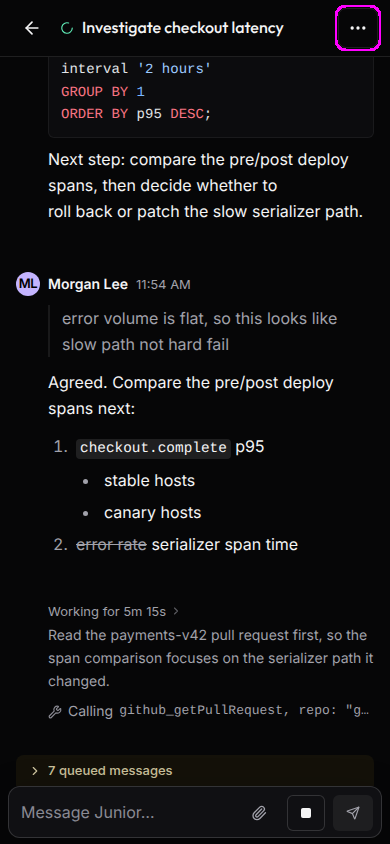 Investigate checkout latency
interval '2 hours'
GROUP BY 1
ORDER BY p95 DESC;
Next step: compare the pre/post deploy
spans, then decide whether to
roll back or patch the slow serializer path.
ML Morgan Lee 11:54 AM
error volume is flat, so this looks like
slow path not hard fail
Agreed. Compare the pre/post deploy
spans next:
1. checkout.complete p95
• stable hosts
• canary hosts
2. error rate serializer span time
Working for 5m 15s
Read the payments-v42 pull request first, so the
span comparison focuses on the serializer path it
changed.
Calling github_getPullRequest, repo: "g…
7 queued messages
Message Junior...